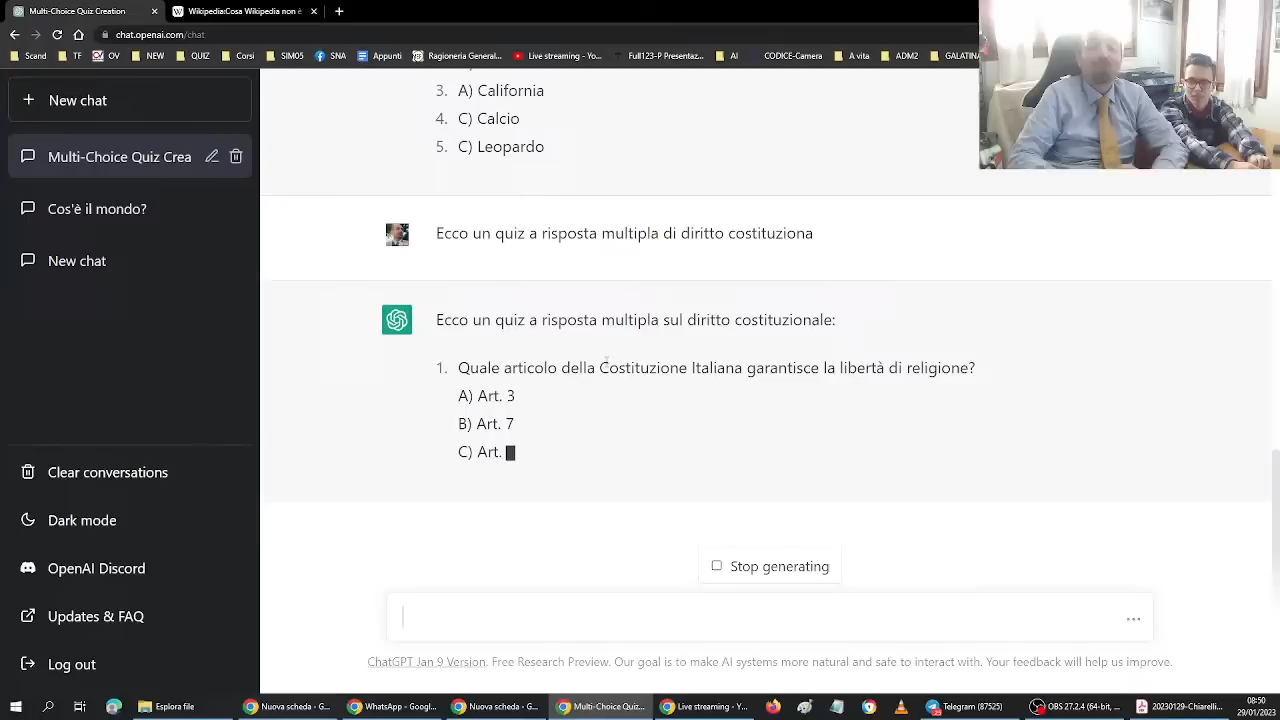 Multi-Choice Quiz Creation
Wikipedia:Cosa Wikipedia non è
chat.openai.com/chat
Scand
TF
OV
NEW
QUIZ
Corsi
SIM05
SNA
Appunti
Ragioneria General...
Live streaming - Yo...
Full123-P Presentaz...
AI
CODICE-Camera
A vita
ADM2
GALATINA
New chat
Multi-Choice Quiz Crea
Cos'è il mondo?
New chat
Clear conversations
Dark mode
OpenAI Discord
Updates & FAQ
Log out
3. A) California
4. C) Calcio
5. C) Leopardo
Ecco un quiz a risposta multipla di diritto costituziona
Ecco un quiz a risposta multipla sul diritto costituzionale:
1. Quale articolo della Costituzione Italiana garantisce la libertà di religione?
A) Art. 3
B) Art. 7
C) Art.
Stop generating
ChatGPT Jan 9 Version. Free Research Preview. Our goal is to make AI systems more natural and safe to interact with. Your feedback will help us improve.
Esplora file
Nuova scheda - G...
WhatsApp - Googl...
Nuova scheda - G...
Multi-Choice Quiz...
Live streaming - Y...
Telegram (87525)
OBS 27.2.4 (64-bit, ...
20230129-Chiarelli...
08:50
29/01/2023